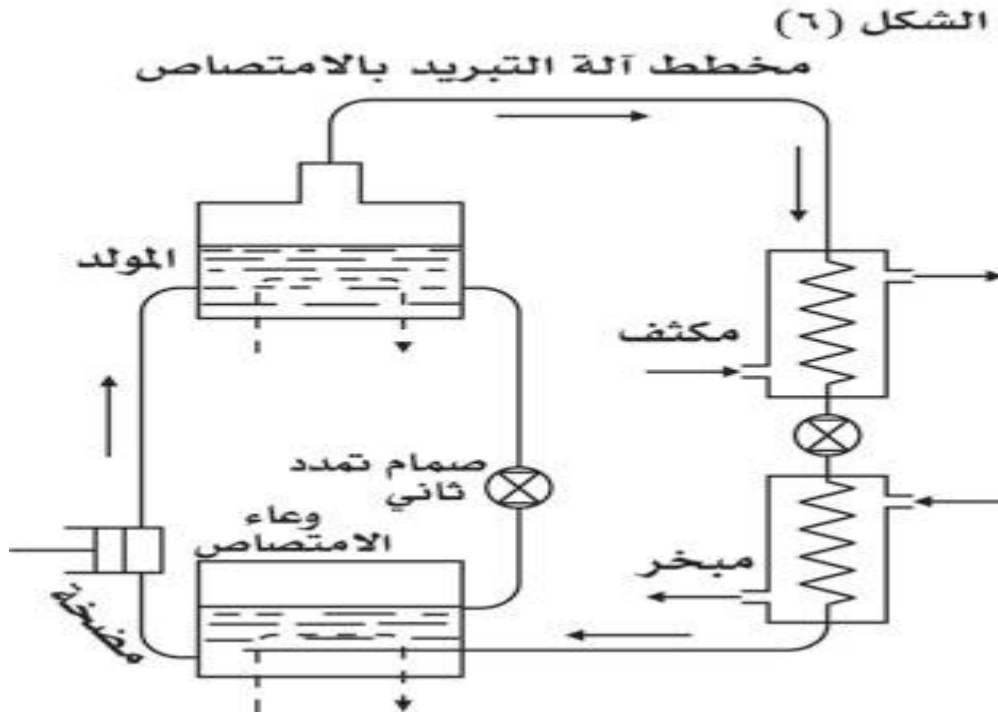 الشكل (٦)
مخطط آلة التبريد بالامتصاص
المولد
مكثف
صمام تمدد
ثاني
وعاء
الامتصاص
مبخر
مضخة